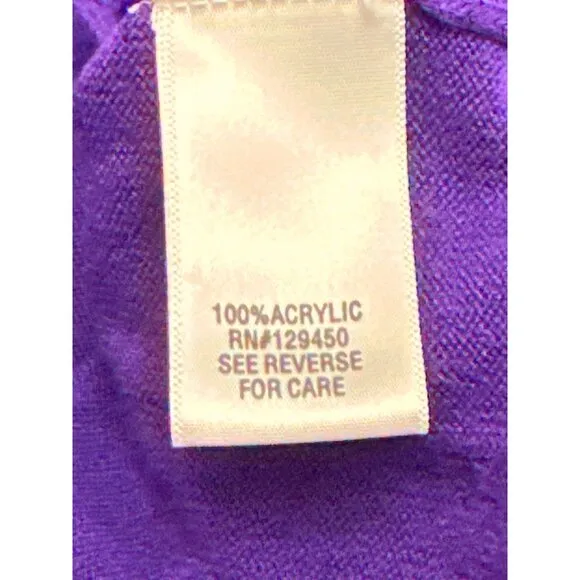 100%ACRYLIC
RN#129450
SEE REVERSE
FOR CARE